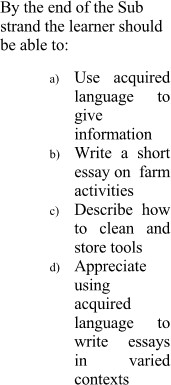 By the end of the Sub
strand the learner should
be able to:
a) Use acquired
language to
give
information
b) Write a short
essay on farm
activities
c) Describe how
to clean and
store tools
d) Appreciate
using
acquired
language to
write essays
in varied
contexts